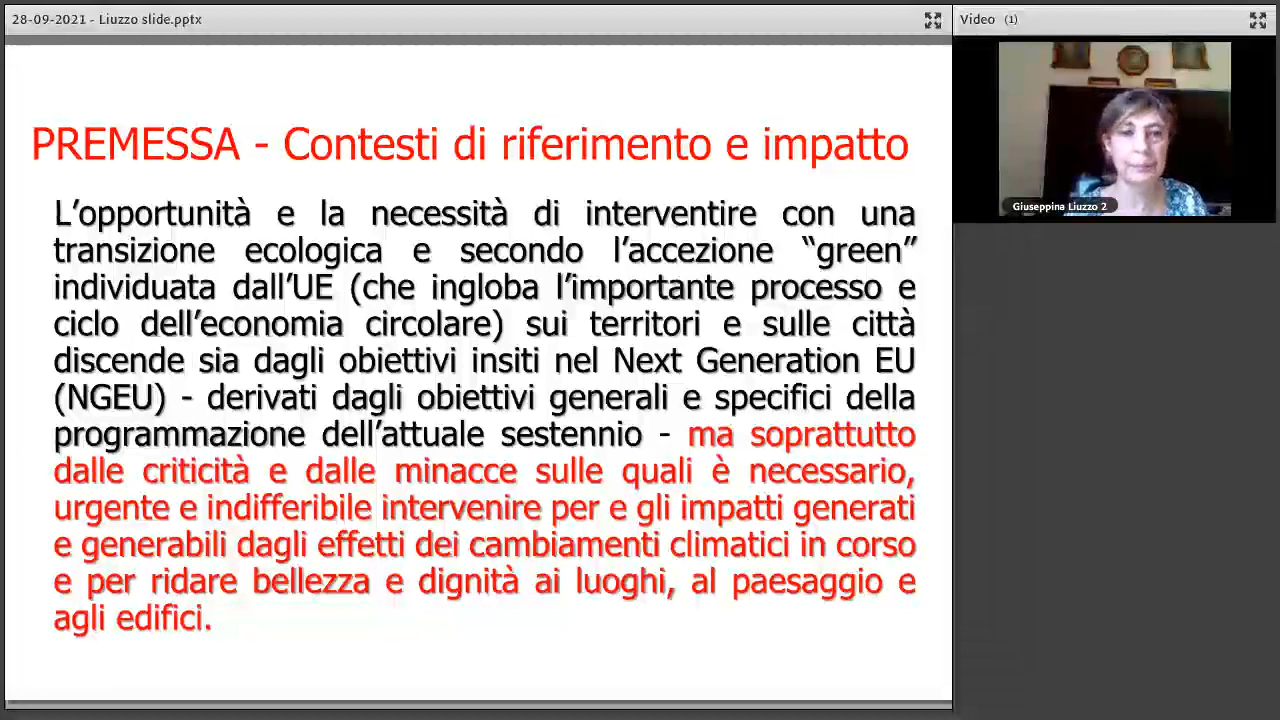 28-09-2021 - Liuzzo slide.pptx
Video (1)
PREMESSA - Contesti di riferimento e impatto
L’opportunità e la necessità di interventire con una
transizione ecologica e secondo l’accezione “green”
individuata dall’UE (che ingloba l’importante processo e
ciclo dell’economia circolare) sui territori e sulle città
discende sia dagli obiettivi insiti nel Next Generation EU
(NGEU) - derivati dagli obiettivi generali e specifici della
programmazione dell’attuale sestennio - ma soprattutto
dalle criticità e dalle minacce sulle quali è necessario,
urgente e indifferibile intervenire per e gli impatti generati
e generabili dagli effetti dei cambiamenti climatici in corso
e per ridare bellezza e dignità ai luoghi, al paesaggio e
agli edifici.
Giuseppina Liuzzo 2